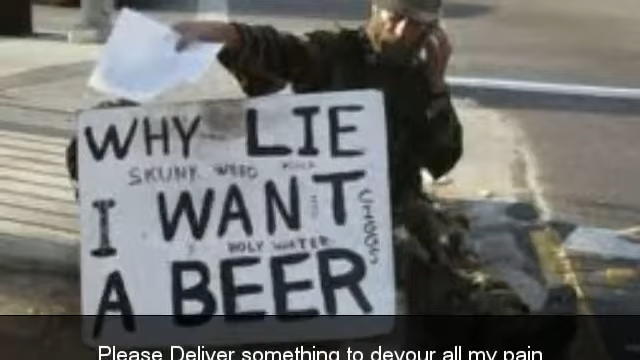 WHY LIE
SKUNK WEED
I WANT
HOLY WATER
A BEER
Please Deliver something to devour all my pain